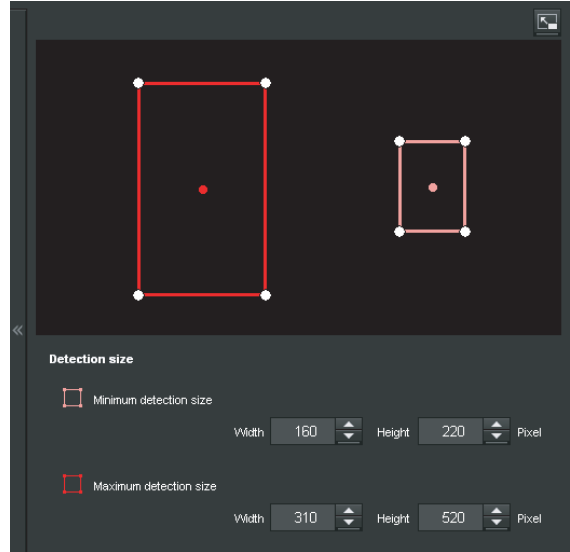 «
Detection size
Minimum detection size
Width 160 Height 220 Pixel
Maximum detection size
Width 310 Height 520 Pixel